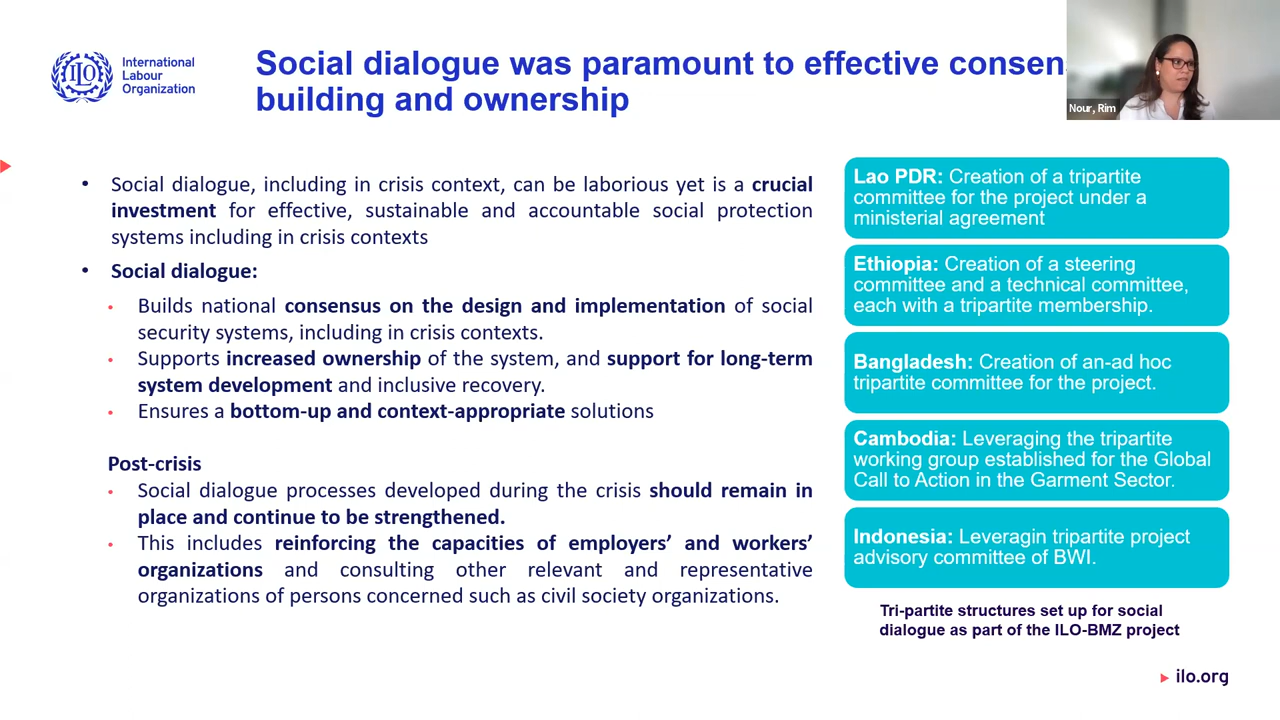 International
Labour
Organization
Social dialogue was paramount to effective
building and ownership
Nour, Rim
• Social dialogue, including in crisis context, can be laborious yet is a crucial
investment for effective, sustainable and accountable social protection
systems including in crisis contexts
• Social dialogue:
• Builds national consensus on the design and implementation of social
security systems, including in crisis contexts.
• Supports increased ownership of the system, and support for long-term
system development and inclusive recovery.
• Ensures a bottom-up and context-appropriate solutions
Post-crisis
• Social dialogue processes developed during the crisis should remain in
place and continue to be strengthened.
• This includes reinforcing the capacities of employers’ and workers’
organizations and consulting other relevant and representative
organizations of persons concerned such as civil society organizations.
Lao PDR: Creation of a tripartite
committee for the project under a
ministerial agreement
Ethiopia: Creation of a steering
committee and a technical committee,
each with a tripartite membership.
Bangladesh: Creation of an-ad hoc
tripartite committee for the project.
Cambodia: Leveraging the tripartite
working group established for the Global
Call to Action in the Garment Sector.
Indonesia: Leveragin tripartite project
advisory committee of BWI.
Tri-partite structures set up for social
dialogue as part of the ILO-BMZ project
ilo.org